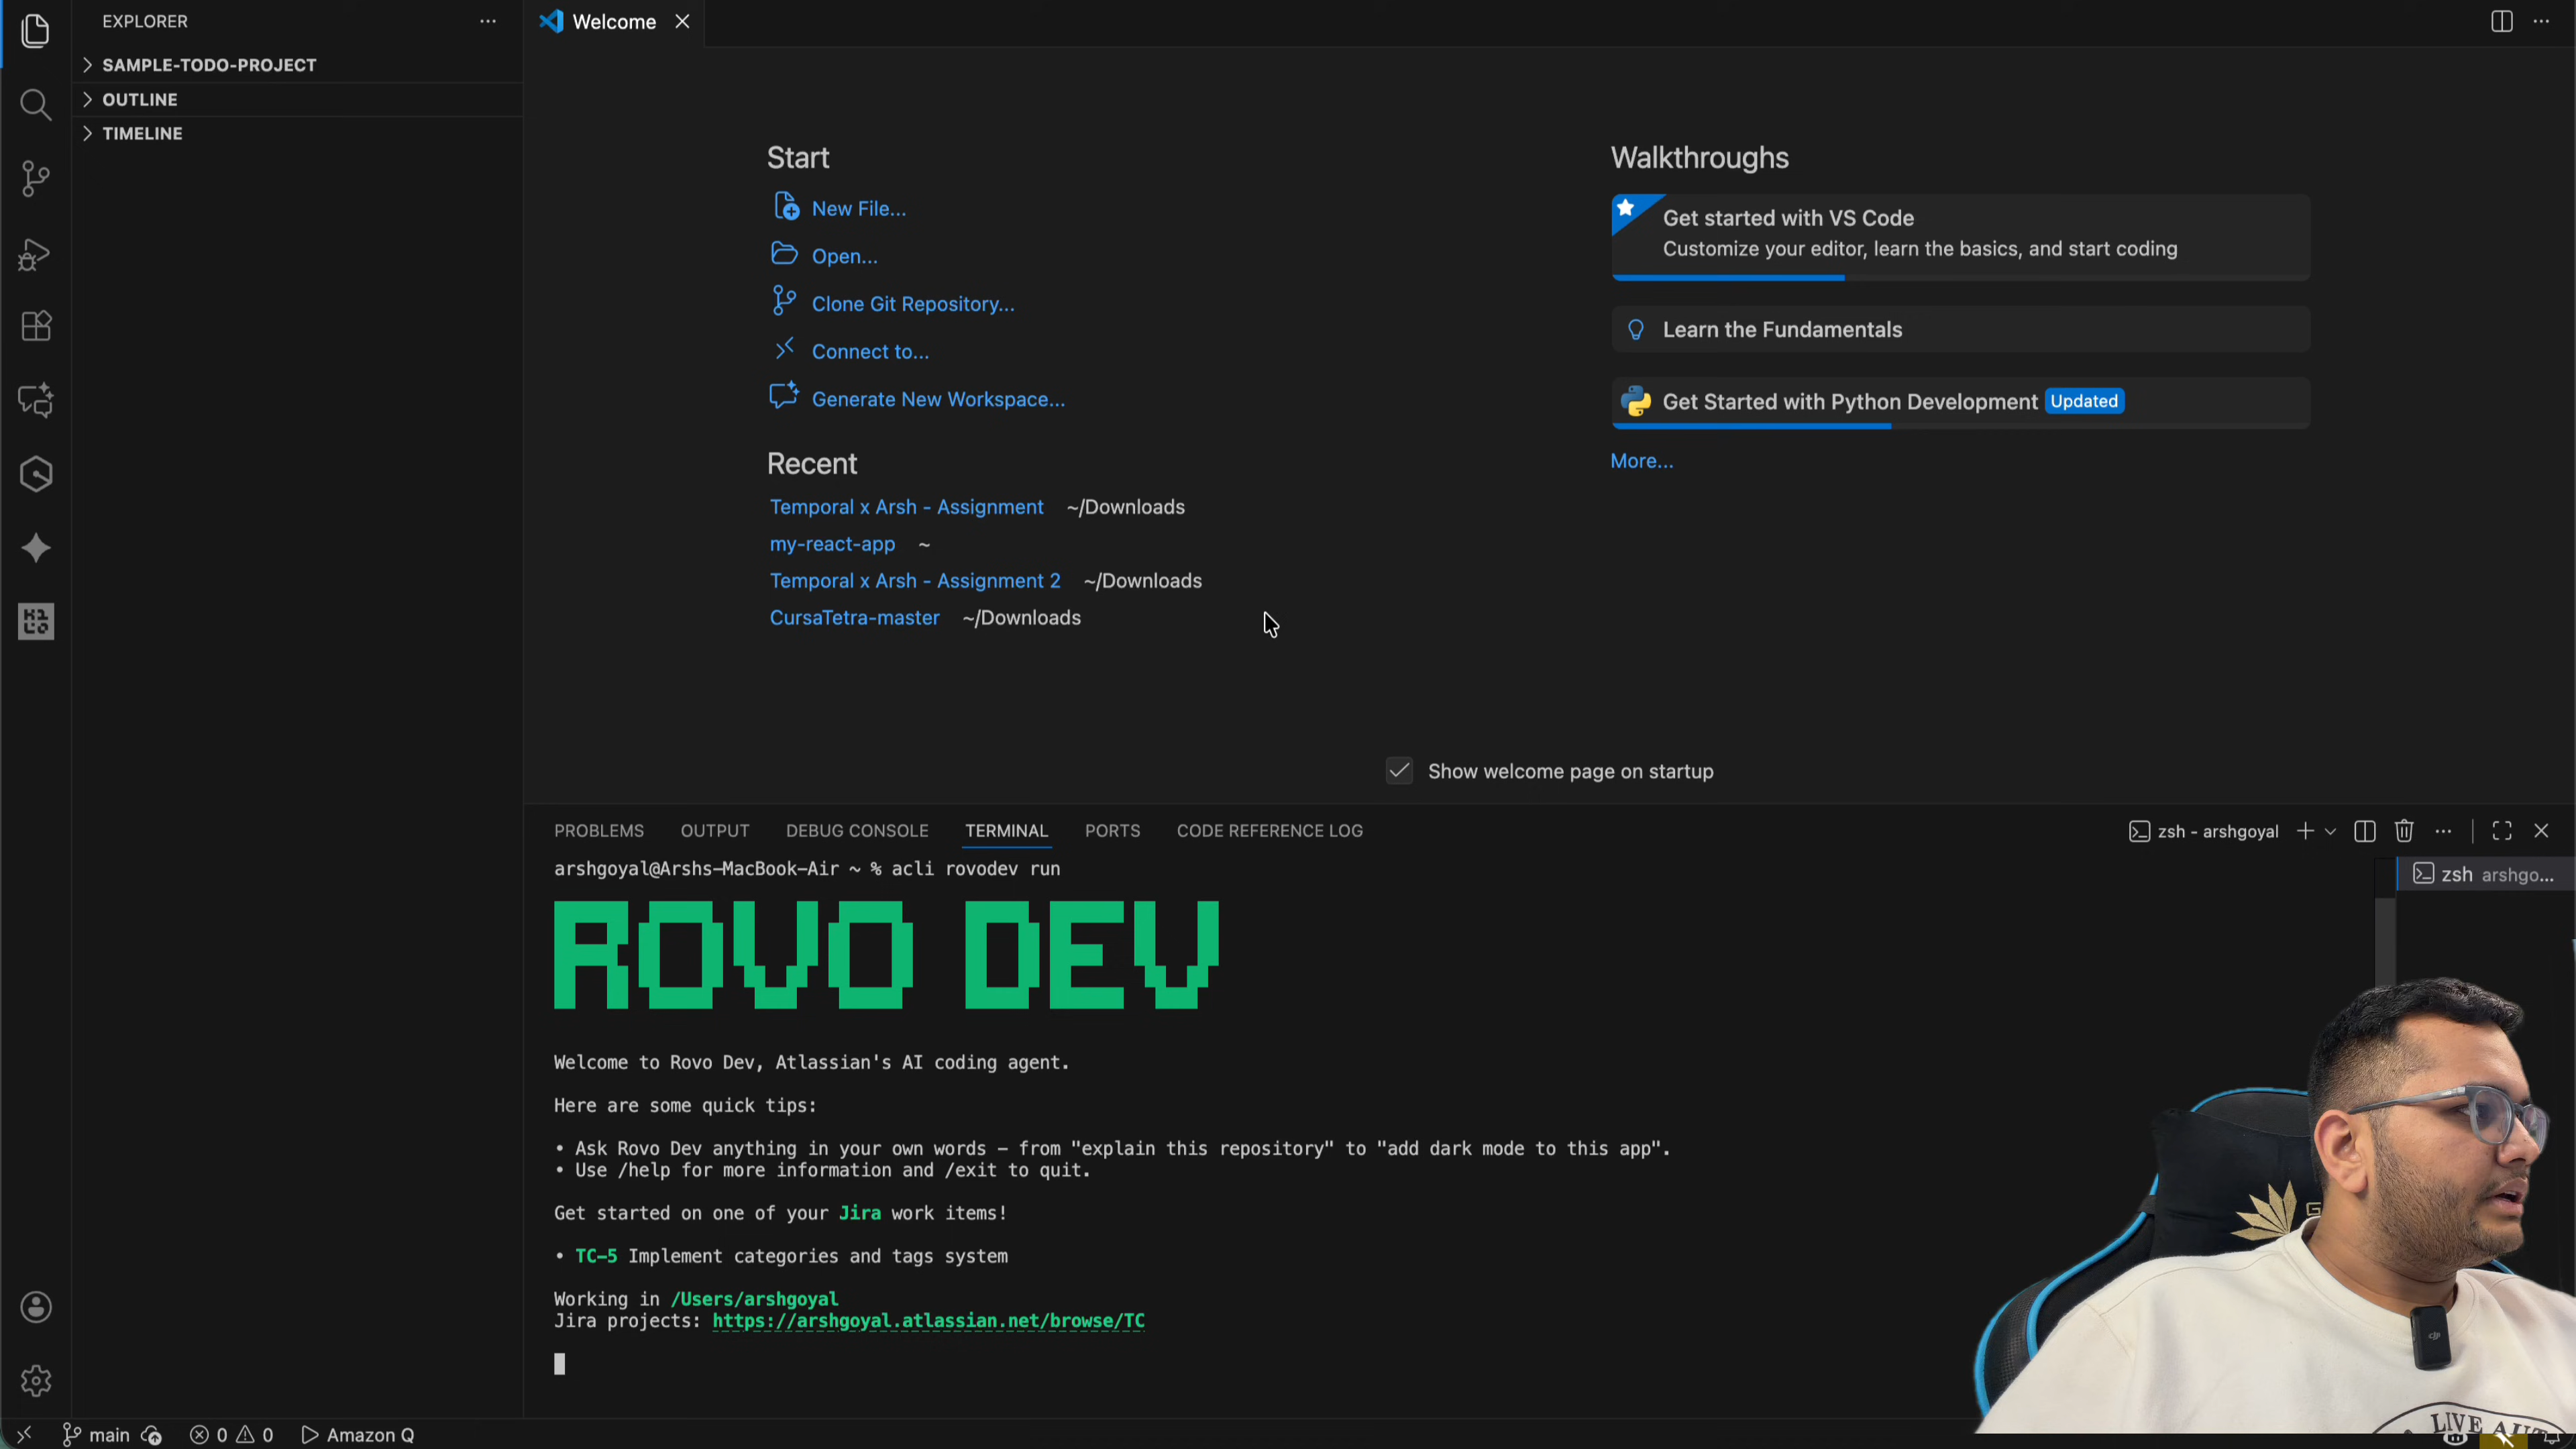 EXPLORER
SAMPLE-TODO-PROJECT
OUTLINE
TIMELINE
Welcome
Start
New File...
Open...
Clone Git Repository...
Connect to...
Generate New Workspace...
Recent
Temporal x Arsh - Assignment ~/Downloads
my-react-app ~
Temporal x Arsh - Assignment 2 ~/Downloads
CursaTetra-master ~/Downloads
Walkthroughs
Get started with VS Code
Customize your editor, learn the basics, and start coding
Learn the Fundamentals
Get Started with Python Development Updated
More...
Show welcome page on startup
PROBLEMS OUTPUT DEBUG CONSOLE TERMINAL PORTS CODE REFERENCE LOG
zsh - arshgoyal
zsh arshgo...
arshgoyal@Arshs-MacBook-Air ~ % acli rovodev run
ROVO DEV
Welcome to Rovo Dev, Atlassian's AI coding agent.
Here are some quick tips:
• Ask Rovo Dev anything in your own words – from "explain this repository" to "add dark mode to this app".
• Use /help for more information and /exit to quit.
Get started on one of your Jira work items!
• TC-5 Implement categories and tags system
Working in /Users/arshgoyal
Jira projects: https://arshgoyal.atlassian.net/browse/TC
main 0 0 Amazon Q
LIVE